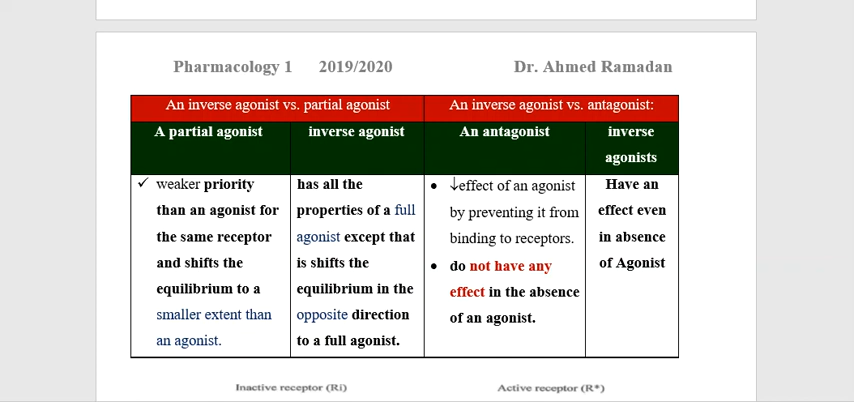 Pharmacology 1 2019/2020 Dr. Ahmed Ramadan
An inverse agonist vs. partial agonist
An inverse agonist vs. antagonist:
A partial agonist
inverse agonist
An antagonist
inverse
agonists
✓ weaker priority
than an agonist for
the same receptor
and shifts the
equilibrium to a
smaller extent than
an agonist.
has all the
properties of a full
agonist except that
is shifts the
equilibrium in the
opposite direction
to a full agonist.
• ↓effect of an agonist
by preventing it from
binding to receptors.
• do not have any
effect in the absence
of an agonist.
Have an
effect even
in absence
of Agonist
Inactive receptor (Ri)
Active receptor (R*)